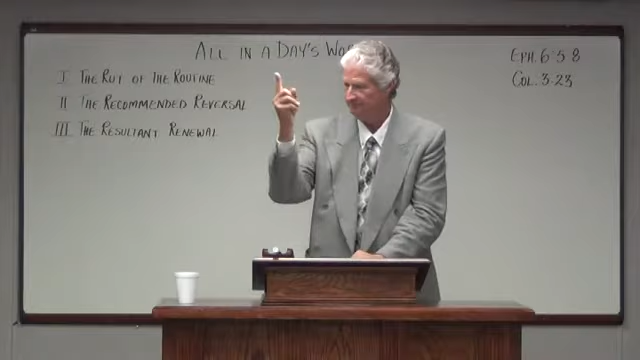 ALL IN A DAY'S
I THE RUT OF THE ROUTINE
II THE RECOMMENDED REVERSAL
III THE RESULTANT RENEWAL
EPH. 6:5-8
COL. 3:23